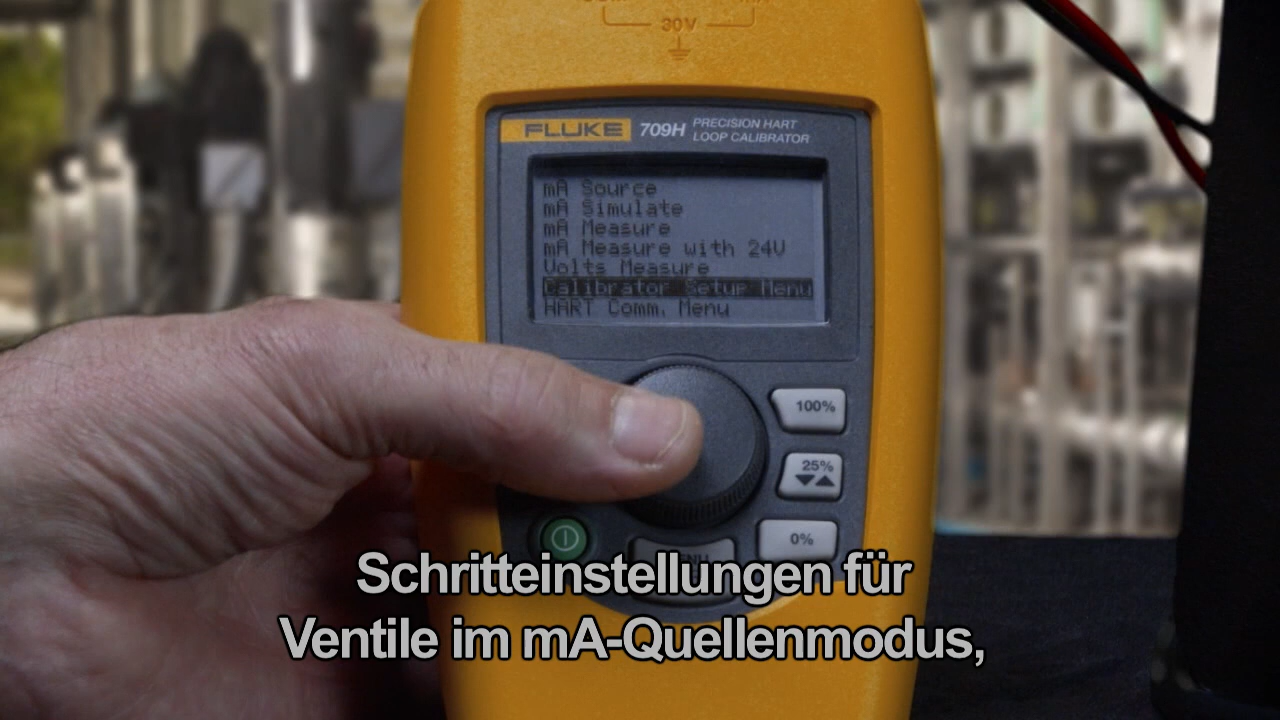 30V
FLUKE 709H PRECISION HART
LOOP CALIBRATOR
mA Source
mA Simulate
mA Measure
mA Measure with 24V
Volts Measure
Calibrator Setup Menu
HART Comm. Menu
100%
25%
0%
Schritteinstellungen für
Ventile im mA-Quellenmodus,